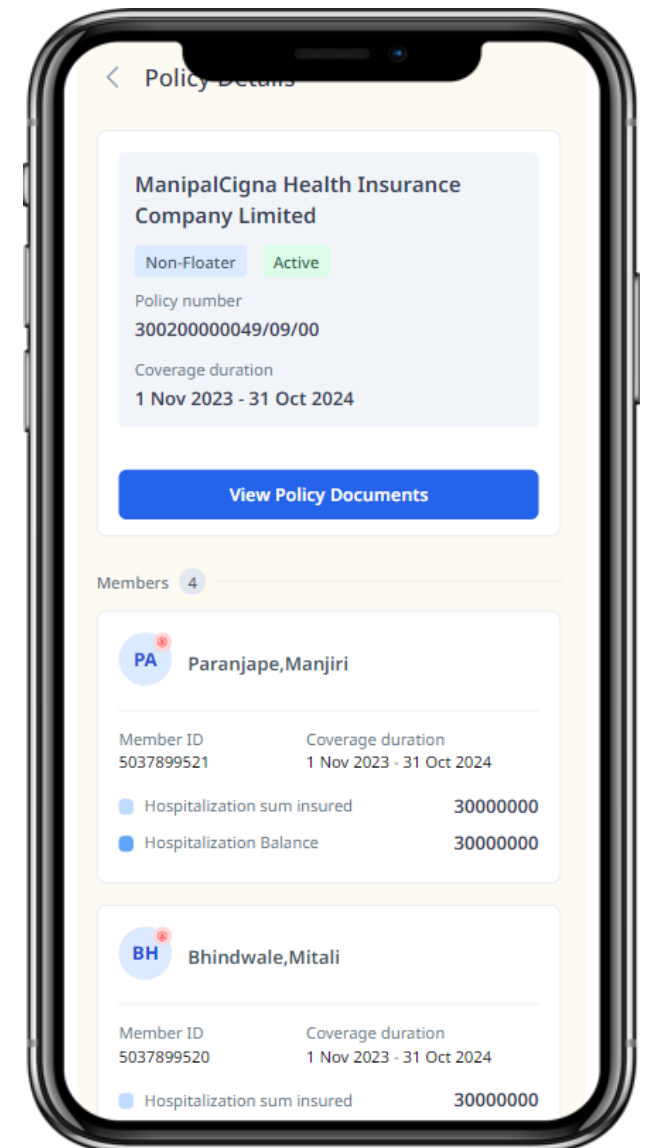 Policy Details
ManipalCigna Health Insurance
Company Limited
Non-Floater Active
Policy number
300200000049/09/00
Coverage duration
1 Nov 2023 - 31 Oct 2024
View Policy Documents
Members 4
PA Paranjape,Manjiri
Member ID Coverage duration
5037899521 1 Nov 2023 - 31 Oct 2024
Hospitalization sum insured 30000000
Hospitalization Balance 30000000
BH Bhindwale,Mitali
Member ID Coverage duration
5037899520 1 Nov 2023 - 31 Oct 2024
Hospitalization sum insured 30000000